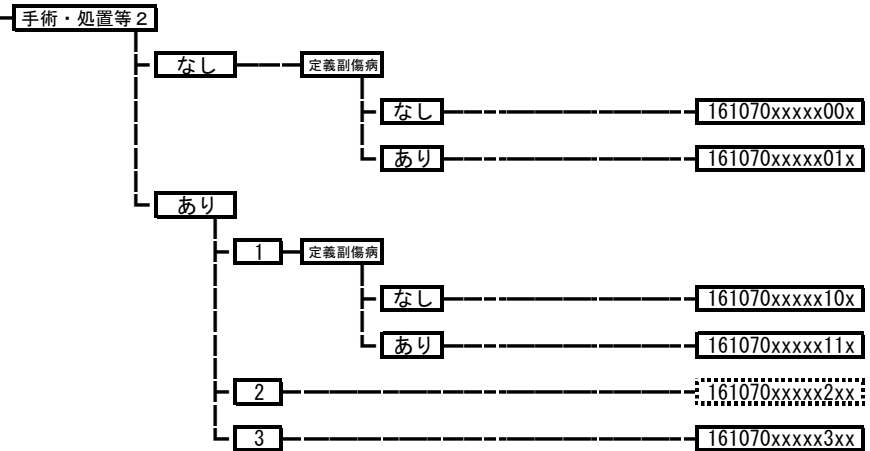 手術・処置等２
なし 定義副傷病
なし 161070xxxxx00x
あり 161070xxxxx01x
あり
1 定義副傷病
なし 161070xxxxx10x
あり 161070xxxxx11x
2 161070xxxxx2xx
3 161070xxxxx3xx